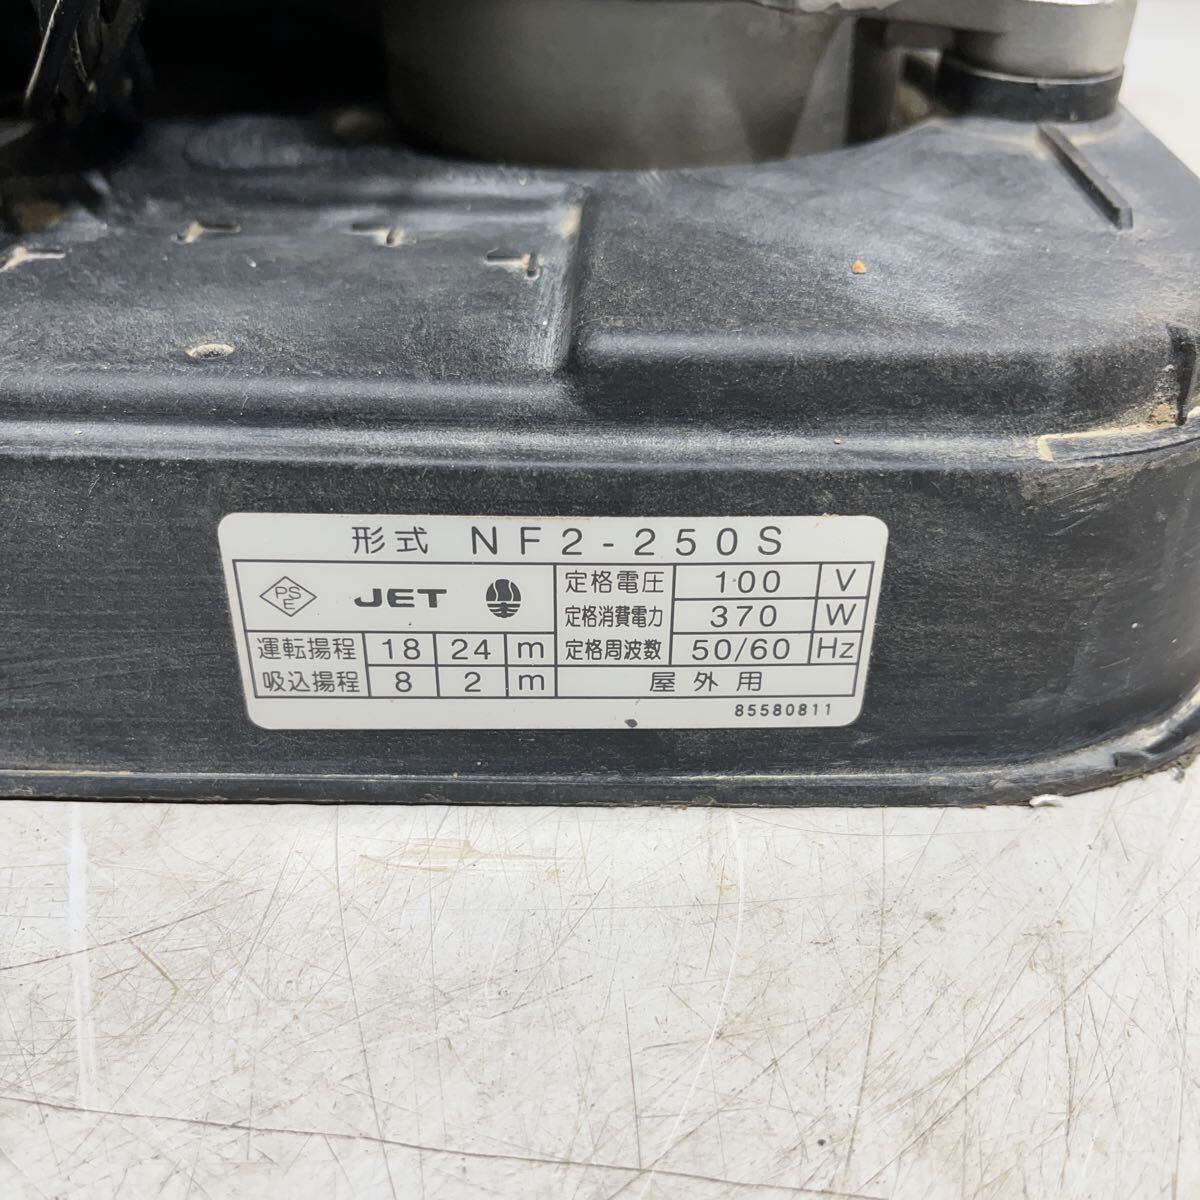 形式 NF2-250S
PSE JET 定格電圧 100 V
定格消費電力 370 W
運転揚程 18 24 m 定格周波数 50/60 Hz
吸込揚程 8 2 m 屋外用
85580811